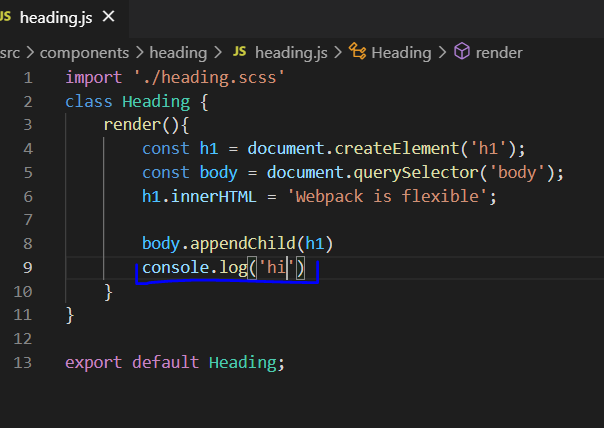 JS heading.js ×
src > components > heading > JS heading.js > Heading > render
1 import './heading.scss'
2 class Heading {
3 render(){
4 const h1 = document.createElement('h1');
5 const body = document.querySelector('body');
6 h1.innerHTML = 'Webpack is flexible';
7
8 body.appendChild(h1)
9 console.log('hi')
10 }
11 }
12
13 export default Heading;